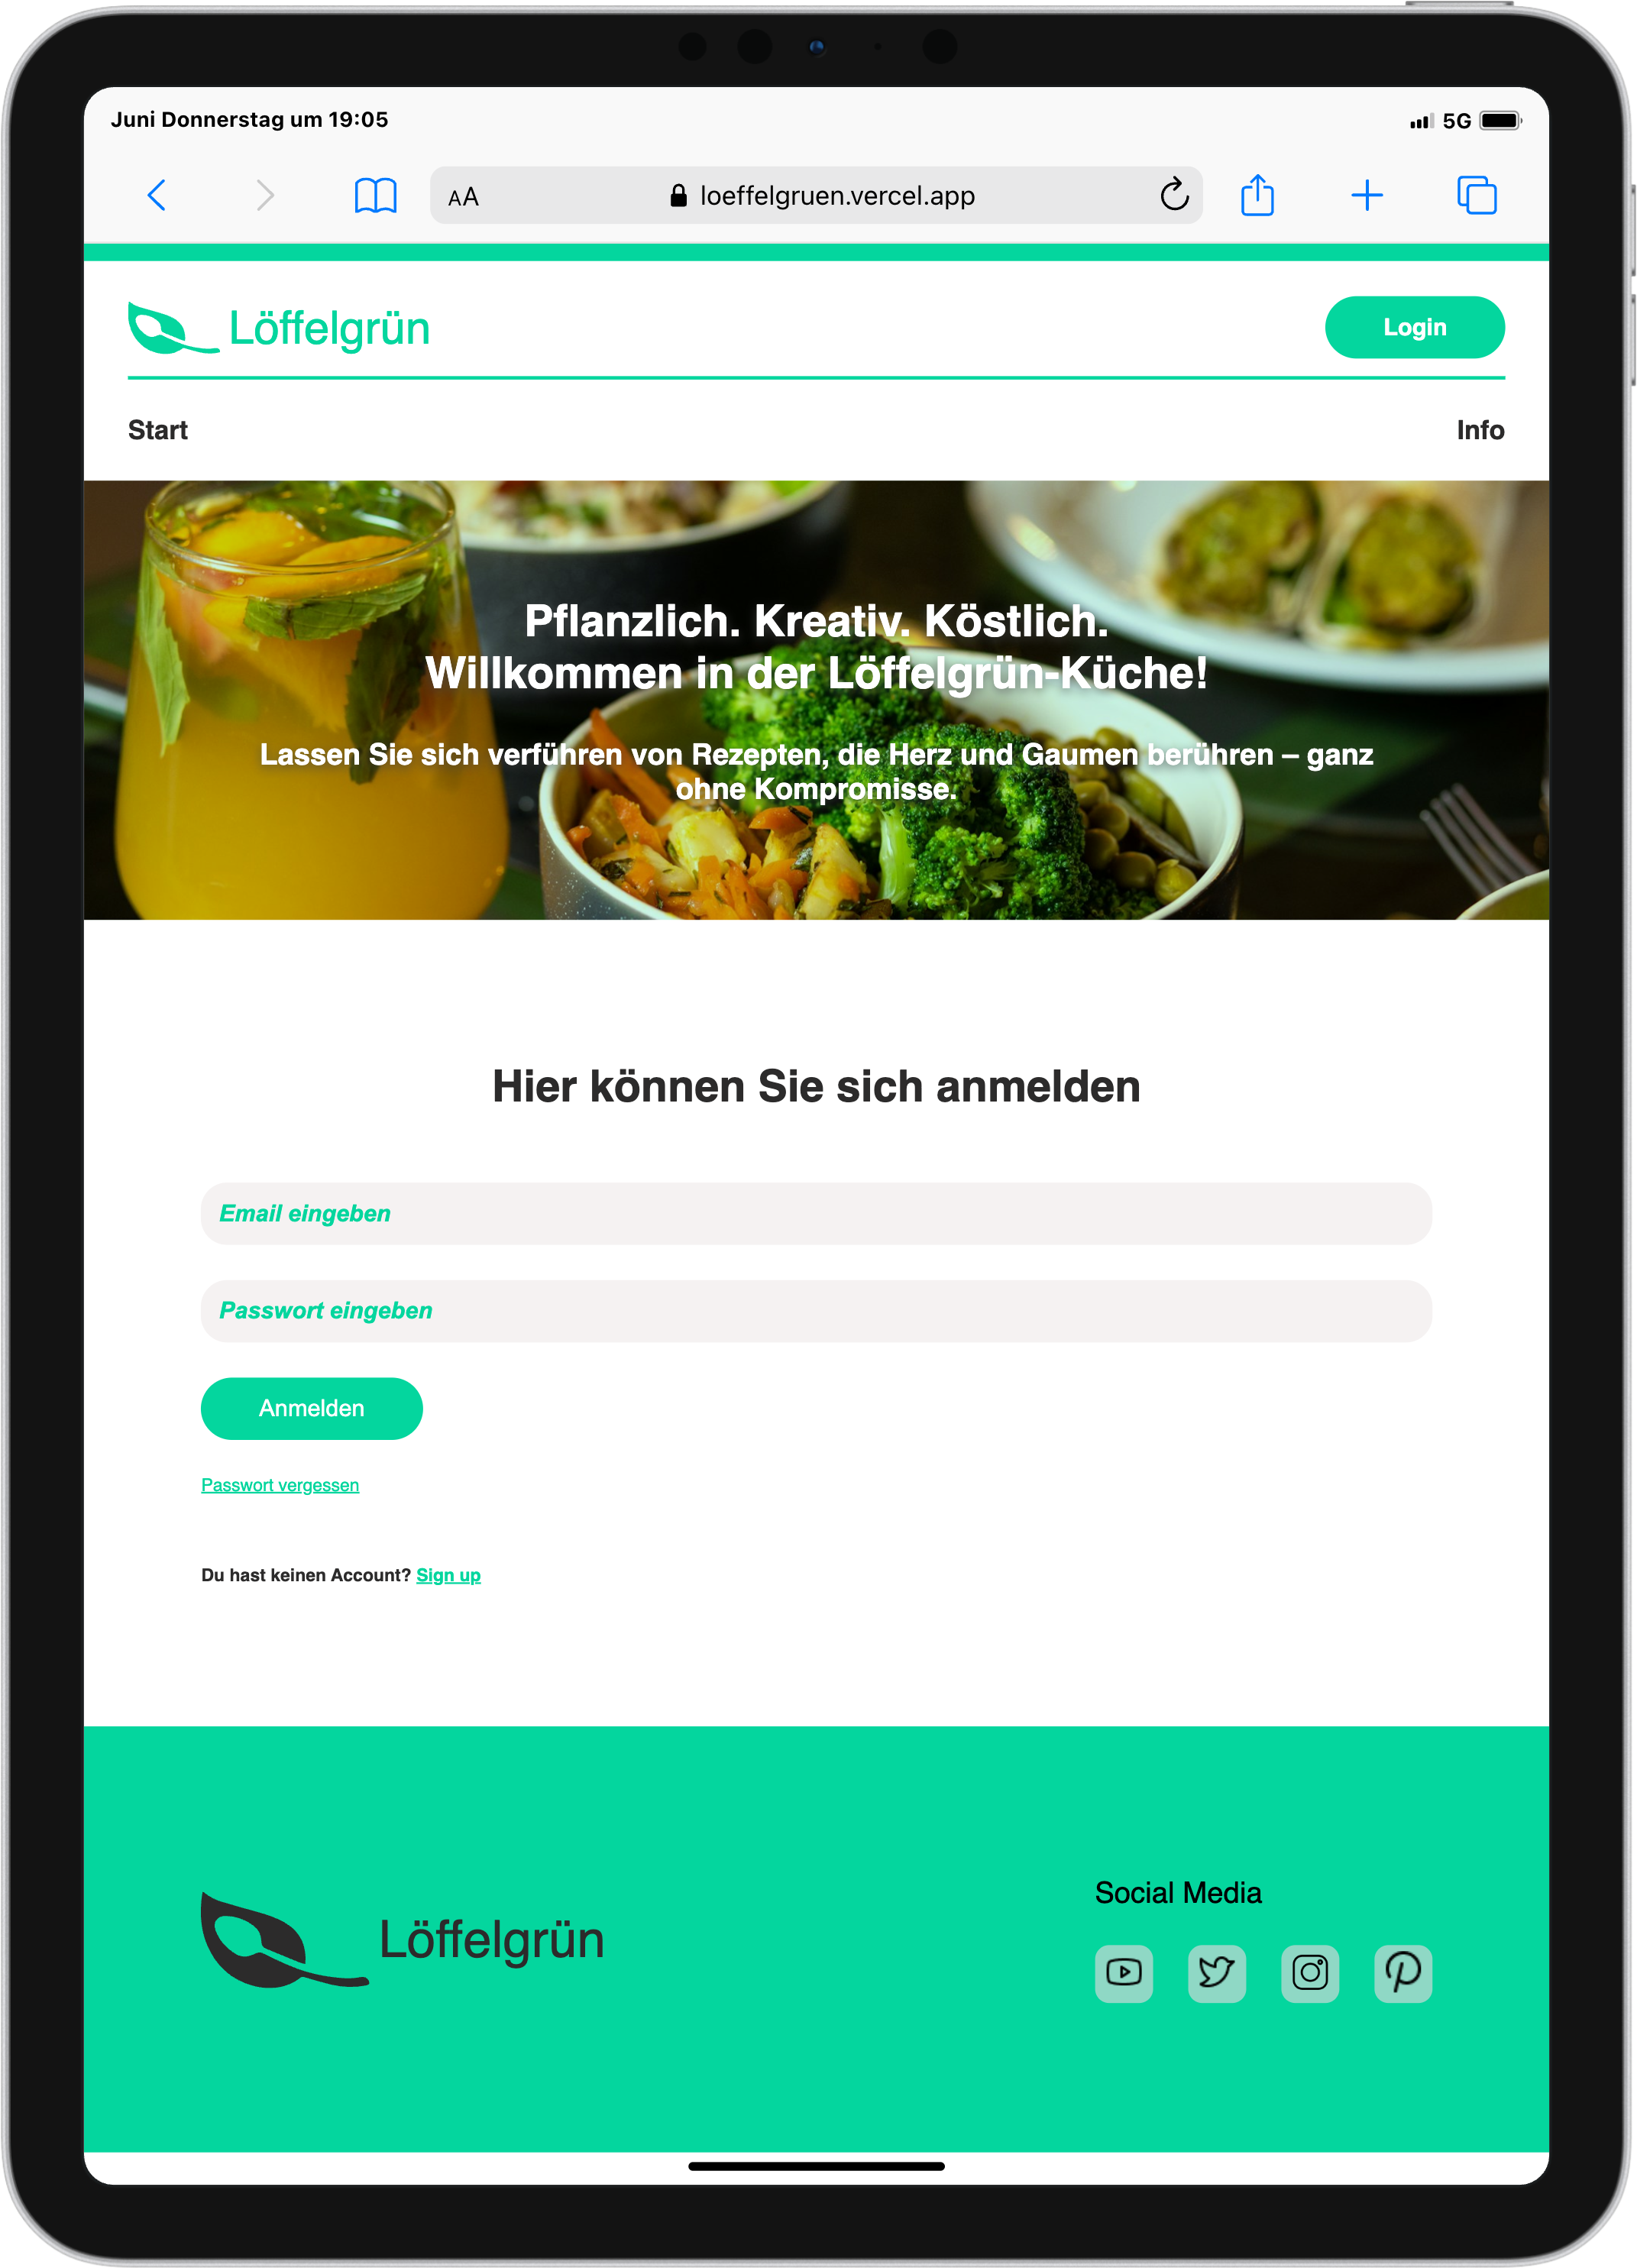 Juni Donnerstag um 19:05
5G
AA
loeffelgruen.vercel.app
Löffelgrün
Login
Start
Info
Pflanzlich. Kreativ. Köstlich.
Willkommen in der Löffelgrün-Küche!
Lassen Sie sich verführen von Rezepten, die Herz und Gaumen berühren – ganz
ohne Kompromisse.
Hier können Sie sich anmelden
Email eingeben
Passwort eingeben
Anmelden
Passwort vergessen
Du hast keinen Account? Sign up
Löffelgrün
Social Media